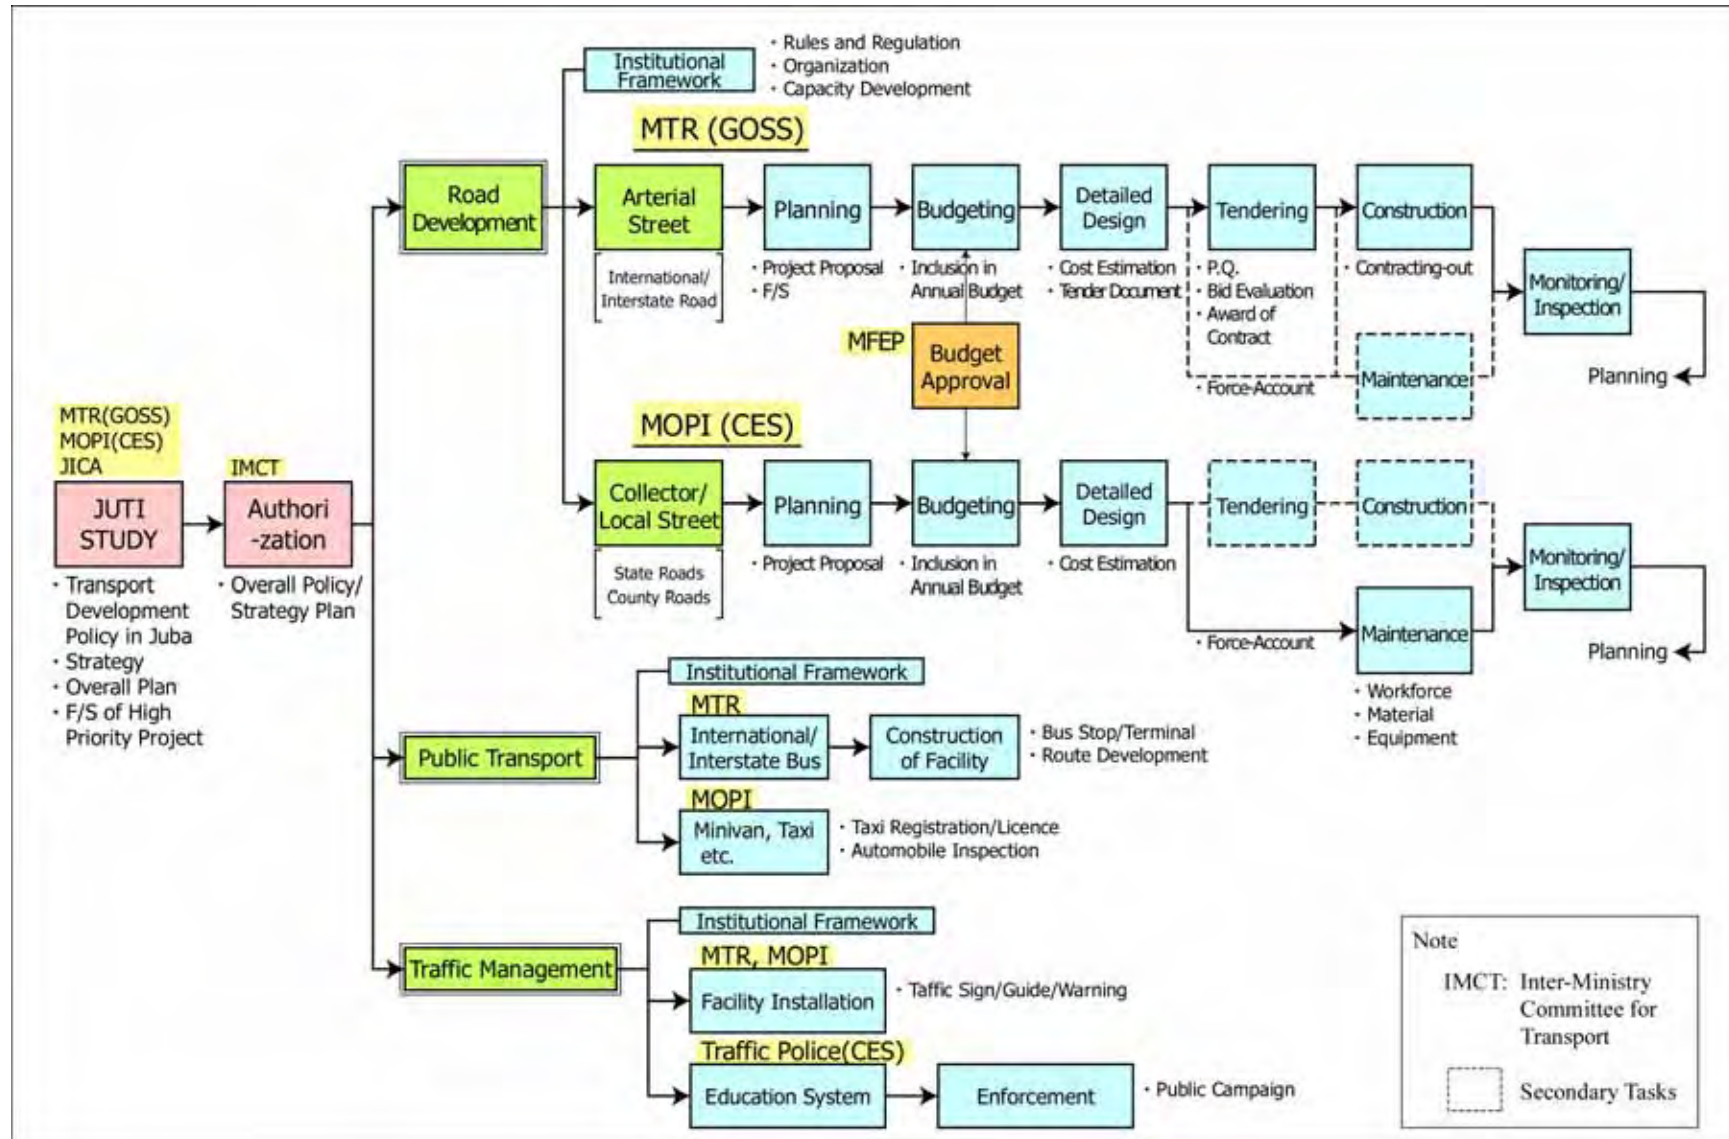 Institutional
Framework
・Rules and Regulation
・Organization
・Capacity Development
MTR (GOSS)
Road
Development
Arterial
Street
International/
Interstate Road
Planning
・Project Proposal
・F/S
Budgeting
・Inclusion in
Annual Budget
Detailed
Design
・Cost Estimation
・Tender Document
Tendering
・P.Q.
・Bid Evaluation
・Award of
Contract
・Force-Account
Construction
・Contracting-out
Maintenance
Monitoring/
Inspection
Planning
MFEP
Budget
Approval
MTR(GOSS)
MOPI(CES)
JICA
JUTI
STUDY
・Transport
Development
Policy in Juba
・Strategy
・Overall Plan
・F/S of High
Priority Project
IMCT
Authori
-zation
・Overall Policy/
Strategy Plan
MOPI (CES)
Collector/
Local Street
State Roads
County Roads
Planning
・Project Proposal
Budgeting
・Inclusion in
Annual Budget
Detailed
Design
・Cost Estimation
Tendering
Construction
・Force-Account
Maintenance
・Workforce
・Material
・Equipment
Monitoring/
Inspection
Planning
Public Transport
Institutional Framework
MTR
International/
Interstate Bus
Construction
of Facility
・Bus Stop/Terminal
・Route Development
MOPI
Minivan, Taxi
etc.
・Taxi Registration/Licence
・Automobile Inspection
Traffic Management
Institutional Framework
MTR, MOPI
Facility Installation
・Taffic Sign/Guide/Warning
Traffic Police(CES)
Education System
Enforcement
・Public Campaign
Note
IMCT: Inter-Ministry
Committee for
Transport
Secondary Tasks